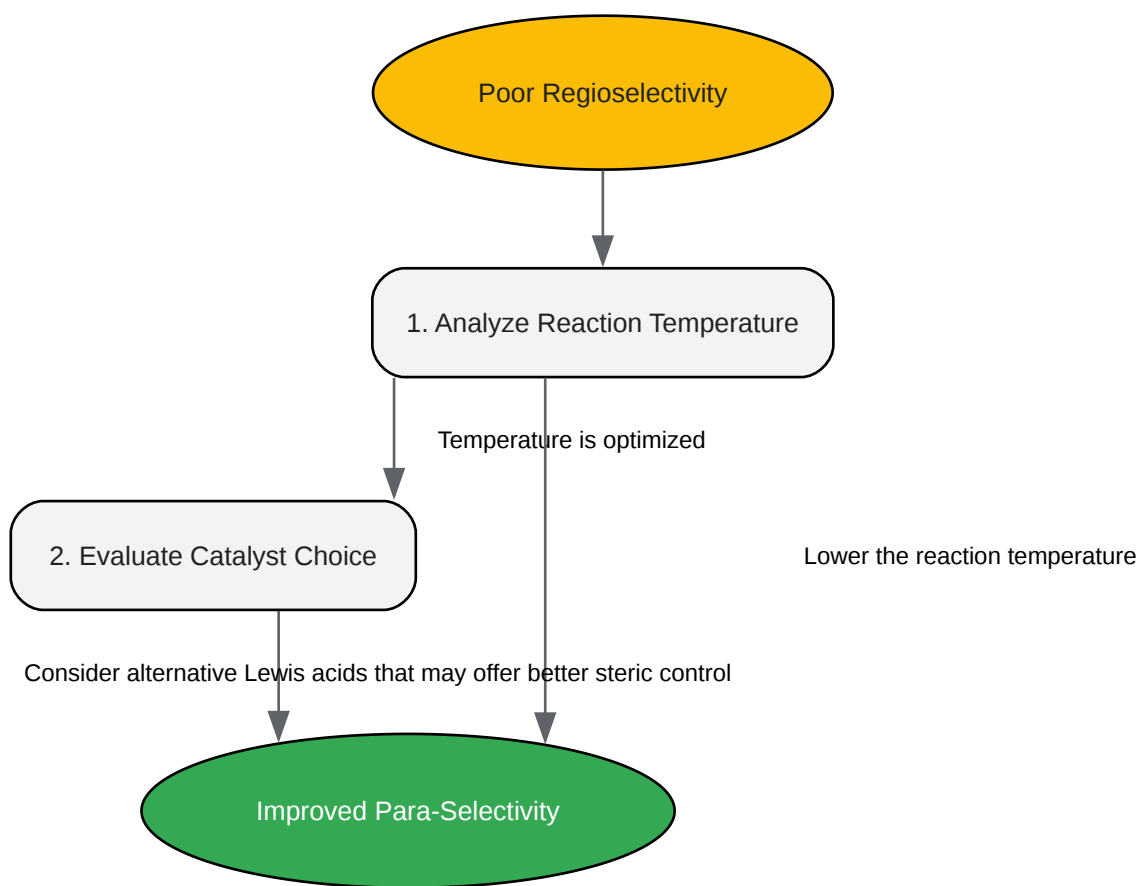 Poor Regioselectivity
1. Analyze Reaction Temperature
Temperature is optimized
2. Evaluate Catalyst Choice
Lower the reaction temperature
Consider alternative Lewis acids that may offer better steric control
Improved Para-Selectivity